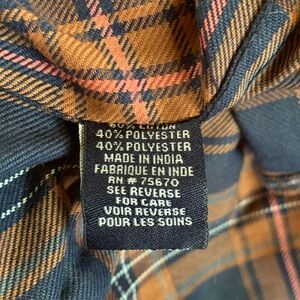 40% POLYESTER
40% POLYESTER
MADE IN INDIA
FABRIQUE EN INDE
RN # 75670
SEE REVERSE
FOR CARE
VOIR REVERSE
POUR LES SOINS